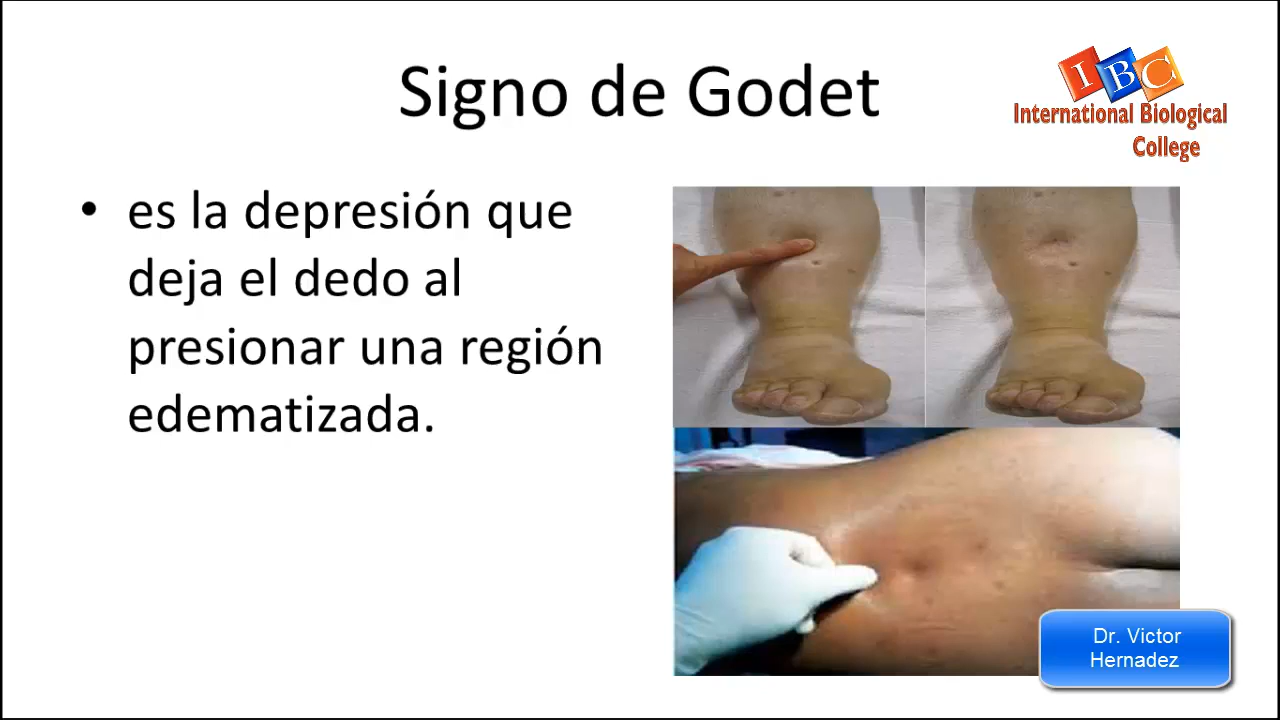 Signo de Godet
IBC
International Biological
College
• es la depresión que
deja el dedo al
presionar una región
edematizada.
Dr. Victor
Hernadez